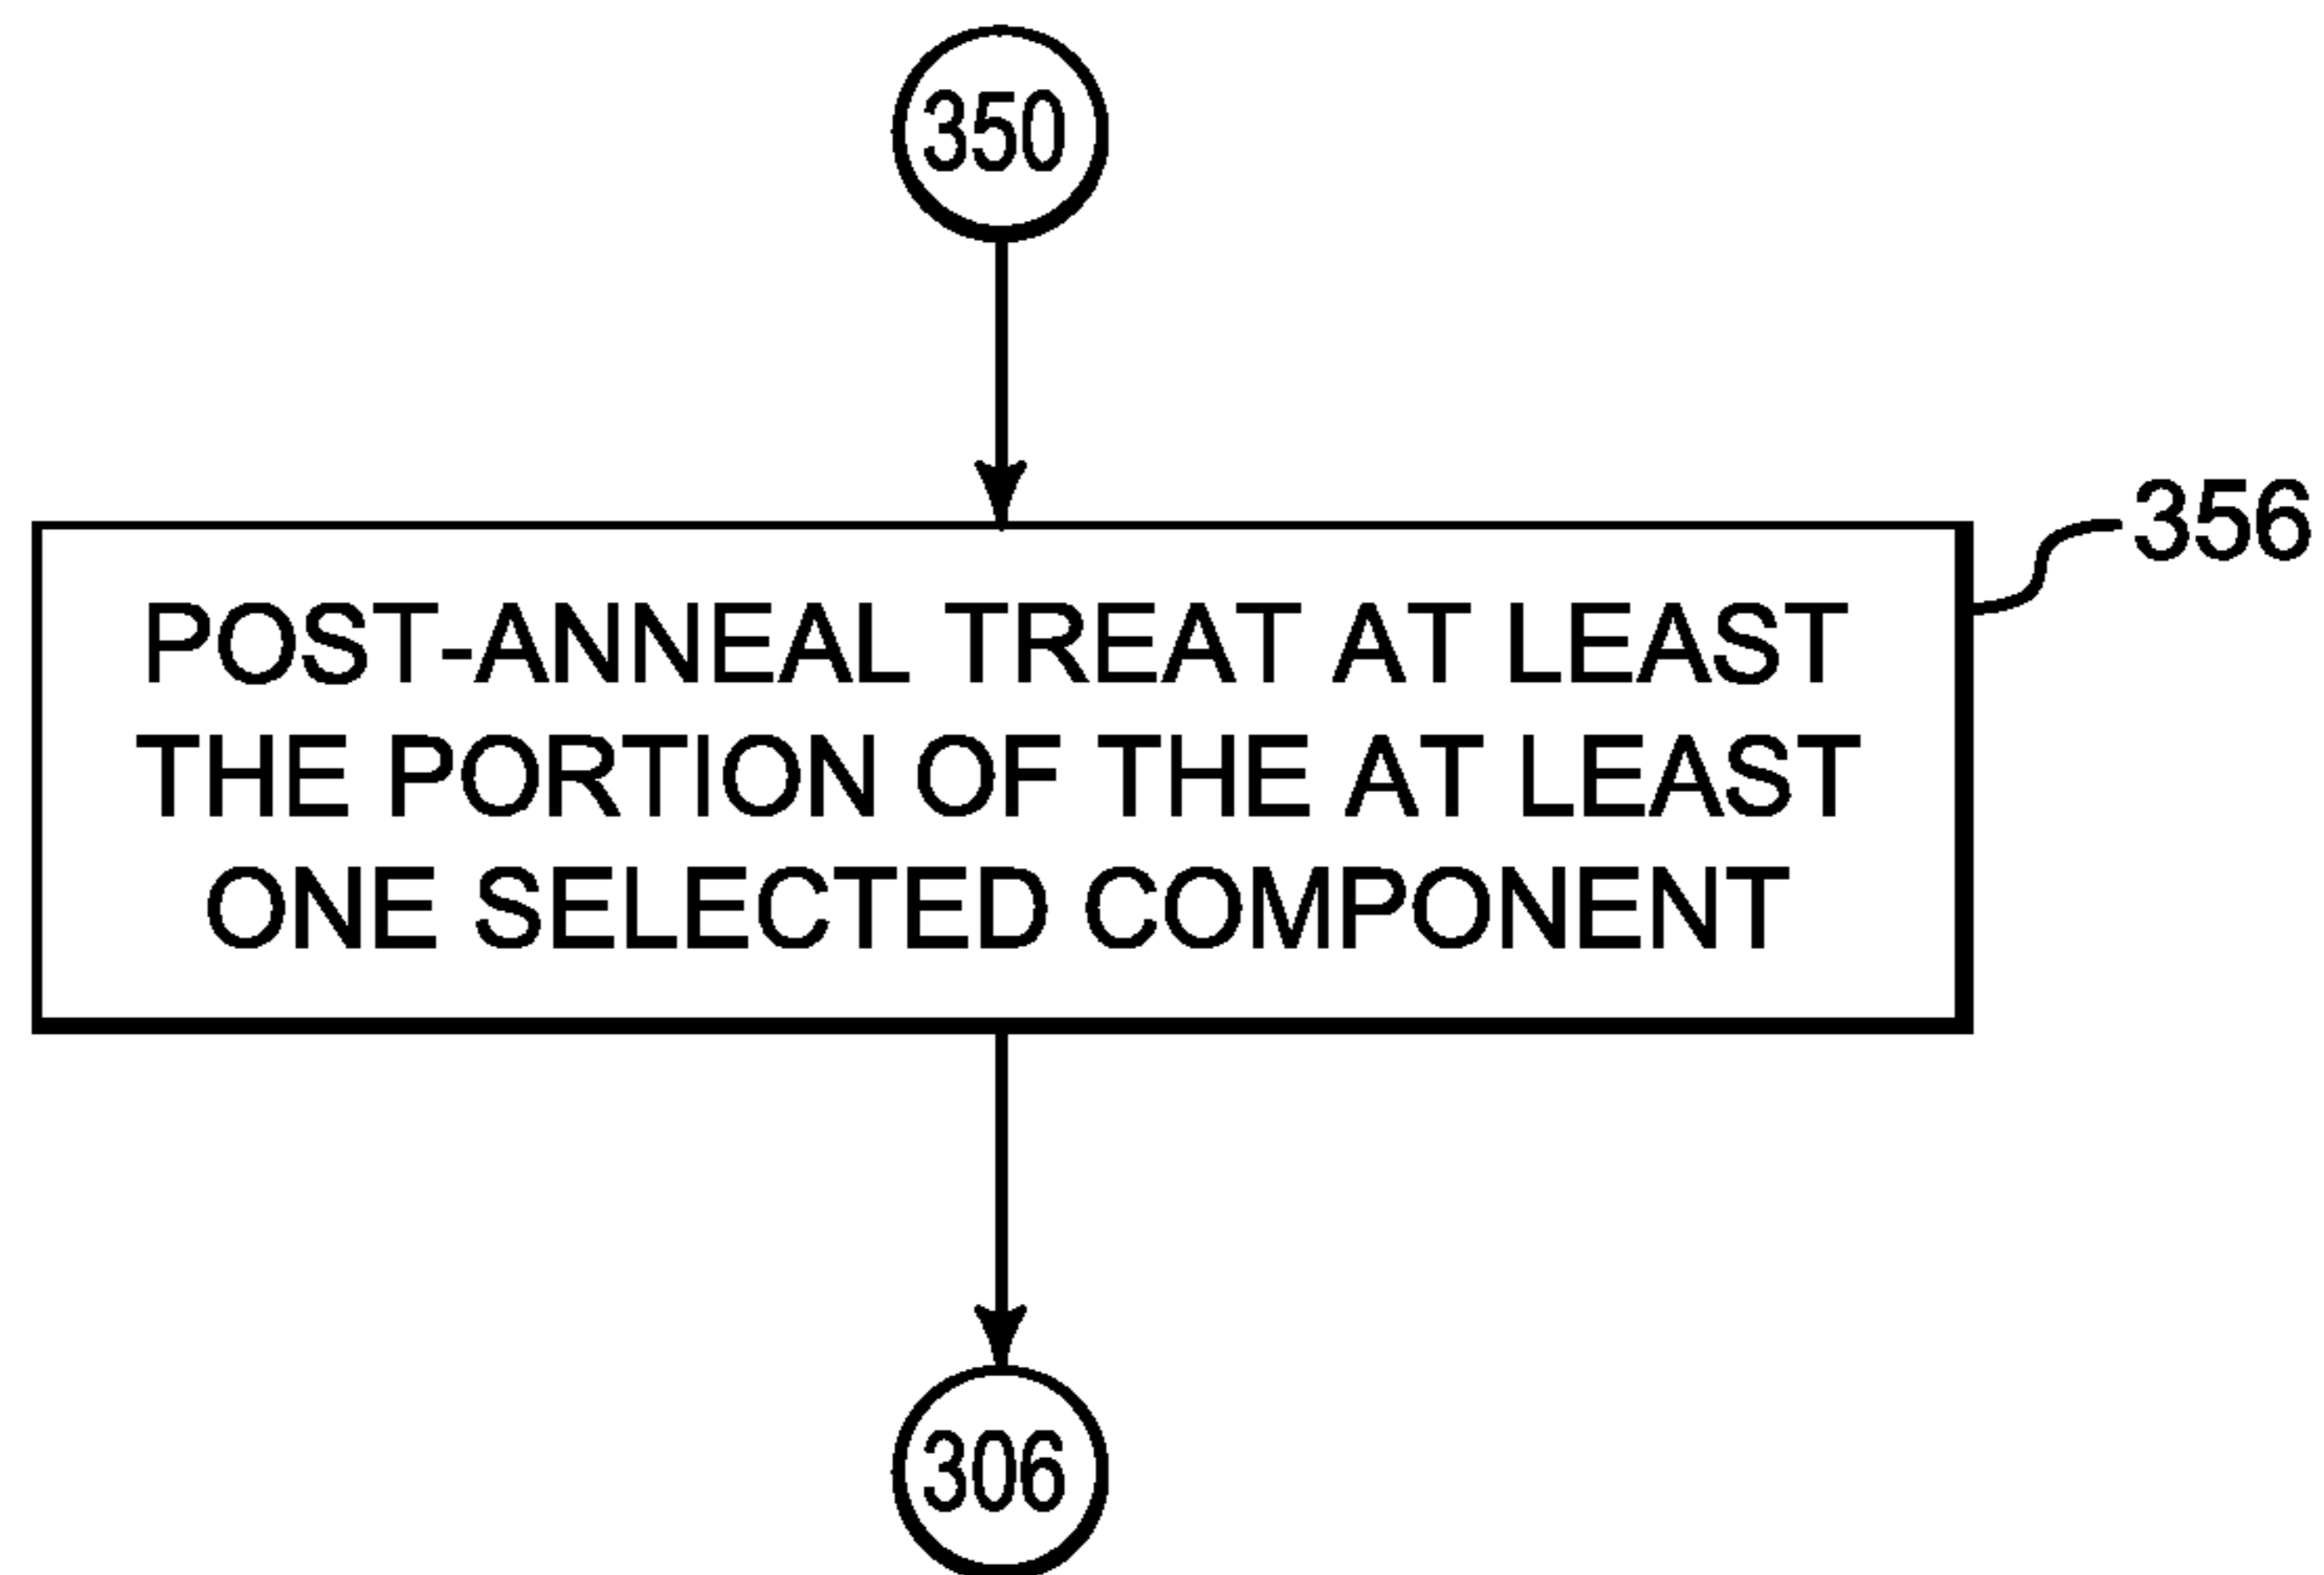 350
356
POST-ANNEAL TREAT AT LEAST
THE PORTION OF THE AT LEAST
ONE SELECTED COMPONENT
306